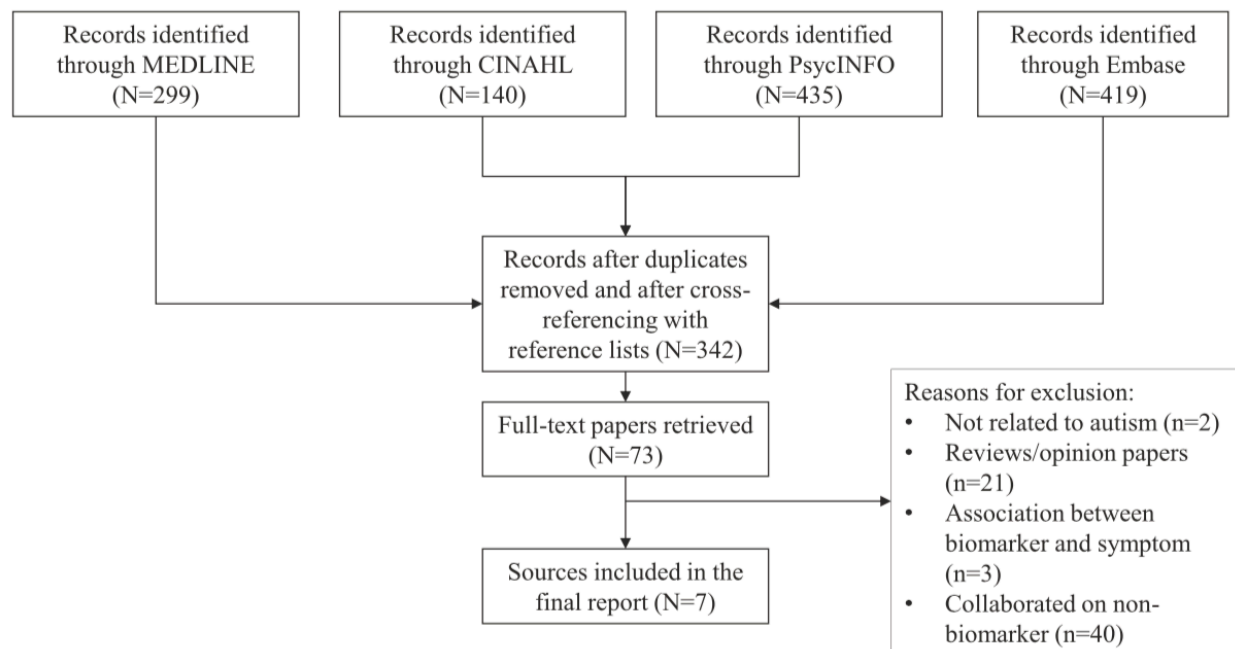 Records identified
through MEDLINE
(N=299)
Records identified
through CINAHL
(N=140)
Records identified
through PsycINFO
(N=435)
Records identified
through Embase
(N=419)
Records after duplicates
removed and after cross-
referencing with
reference lists (N=342)
Full-text papers retrieved
(N=73)
Reasons for exclusion:
• Not related to autism (n=2)
• Reviews/opinion papers
(n=21)
• Association between
biomarker and symptom
(n=3)
• Collaborated on non-
biomarker (n=40)
Sources included in the
final report (N=7)